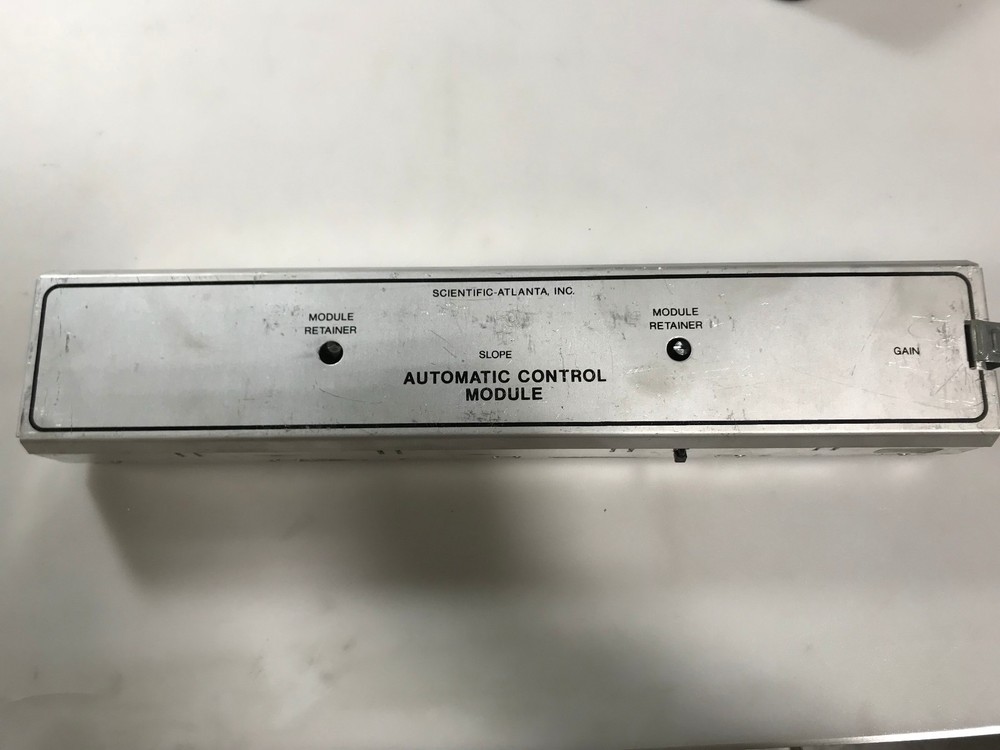 SCIENTIFIC-ATLANTA, INC.
MODULE
RETAINER
MODULE
RETAINER
SLOPE
GAIN
AUTOMATIC CONTROL
MODULE